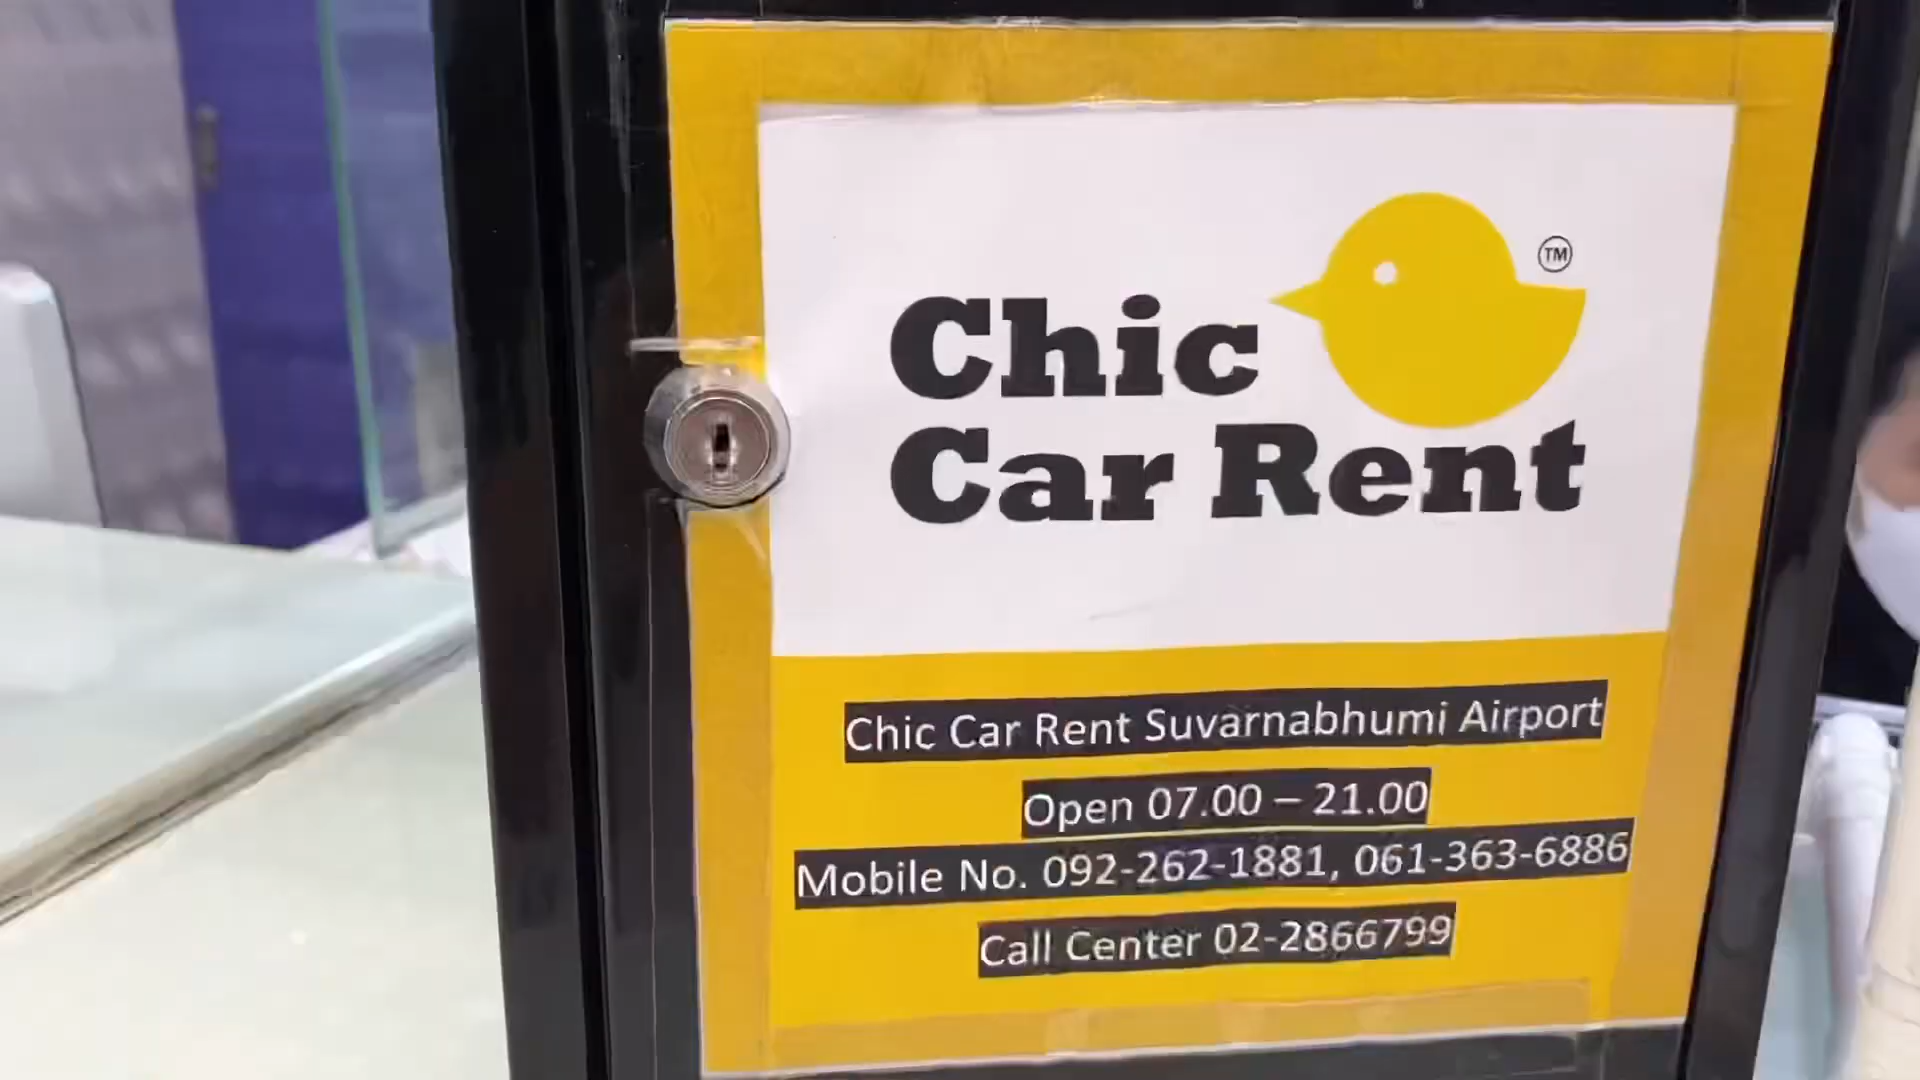 Chic
TM
Car Rent
Chic Car Rent Suvarnabhumi Airport
Open 07.00 – 21.00
Mobile No. 092-262-1881, 061-363-6886
Call Center 02-2866799